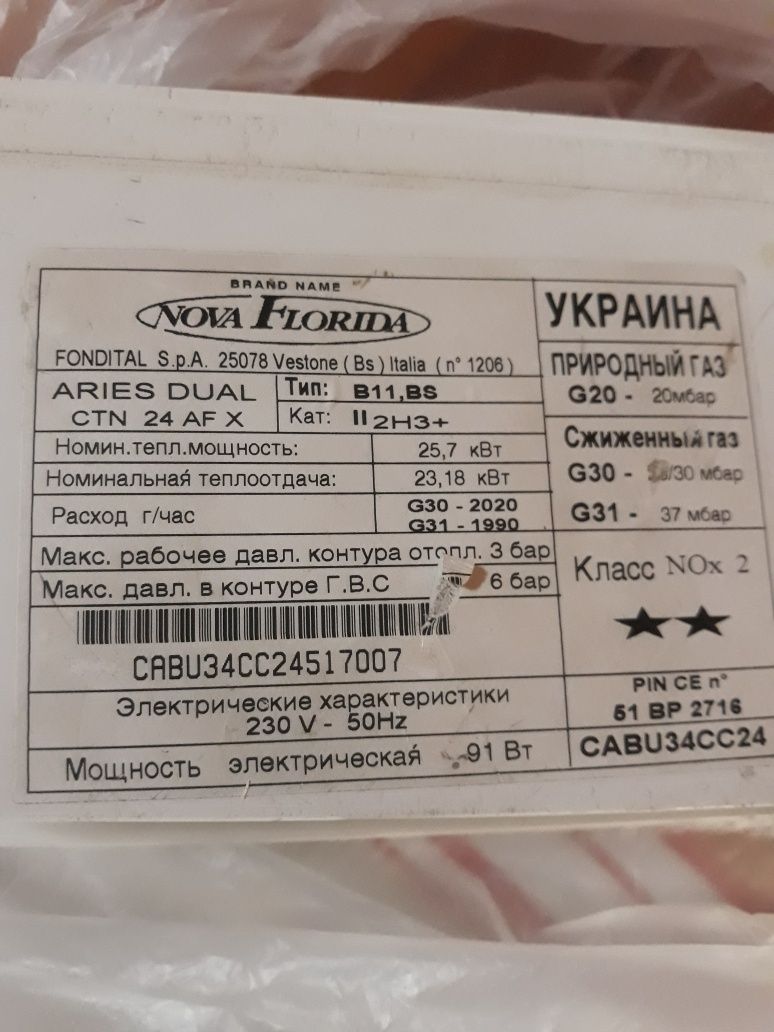 BRAND NAME
NOVA FLORIDA
FONDITAL S.p.A. 25078 Vestone ( Bs ) Italia ( n° 1206 )
ARIES DUAL
CTN 24 AF X
Тип: B11,BS
Кат: II 2H3+
Номин.тепл.мощность: 25,7 кВт
Номинальная теплоотдача: 23,18 кВт
Расход г/час
G30 - 2020
G31 - 1990
Макс. рабочее давл. контура отопл. 3 бар
Макс. давл. в контуре Г.В.С 6 бар
CABU34CC24517007
Электрические характеристики
230 V - 50Hz
Мощность электрическая 91 Вт
УКРАИНА
ПРИРОДНЫЙ ГАЗ
G20 - 20мбар
Сжиженный газ
G30 - /30 мбар
G31 - 37 мбар
Класс NOx 2
★★
PIN CE n°
51 BP 2716
CABU34CC24